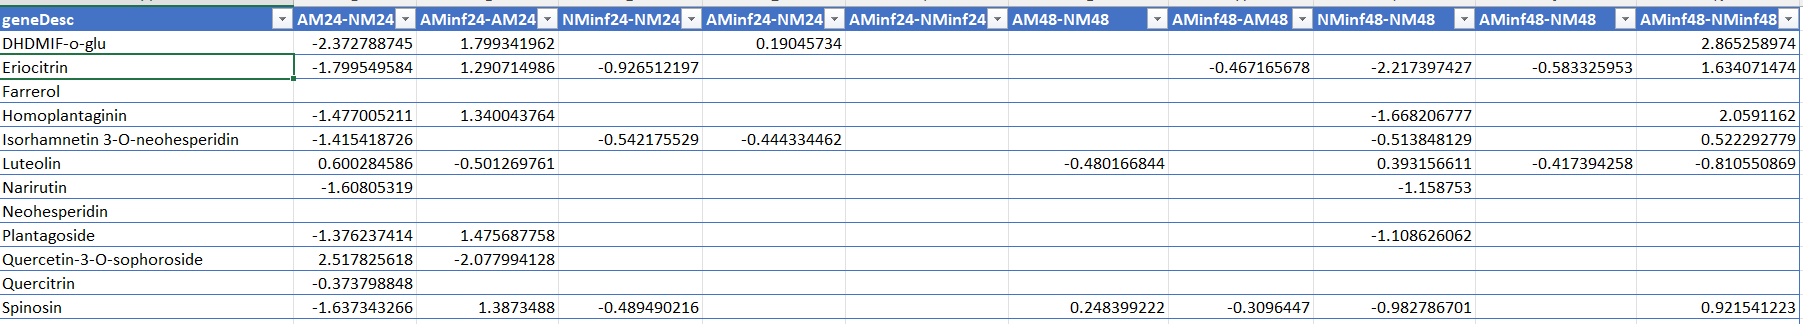 geneDesc AM24-NM24 AMinf24-AM24 NMinf24-NM24 AMinf24-NM24 AMinf24-NMinf24 AM48-NM48 AMinf48-AM48 NMinf48-NM48 AMinf48-NM48 AMinf48-NMinf48
DHDMIF-o-glu -2.372788745 1.799341962 0.19045734 2.865258974
Eriocitrin -1.799549584 1.290714986 -0.926512197 -0.467165678 -2.217397427 -0.583325953 1.634071474
Farrerol
Homoplantaginin -1.477005211 1.340043764 -1.668206777 2.0591162
Isorhamnetin 3-O-neohesperidin -1.415418726 -0.542175529 -0.444334462 -0.513848129 0.522292779
Luteolin 0.600284586 -0.501269761 -0.480166844 0.393156611 -0.417394258 -0.810550869
Narirutin -1.60805319 -1.158753
Neohesperidin
Plantagoside -1.376237414 1.475687758 -1.108626062
Quercetin-3-O-sophoroside 2.517825618 -2.077994128
Quercitrin -0.373798848
Spinosin -1.637343266 1.3873488 -0.489490216 0.248399222 -0.3096447 -0.982786701 0.921541223